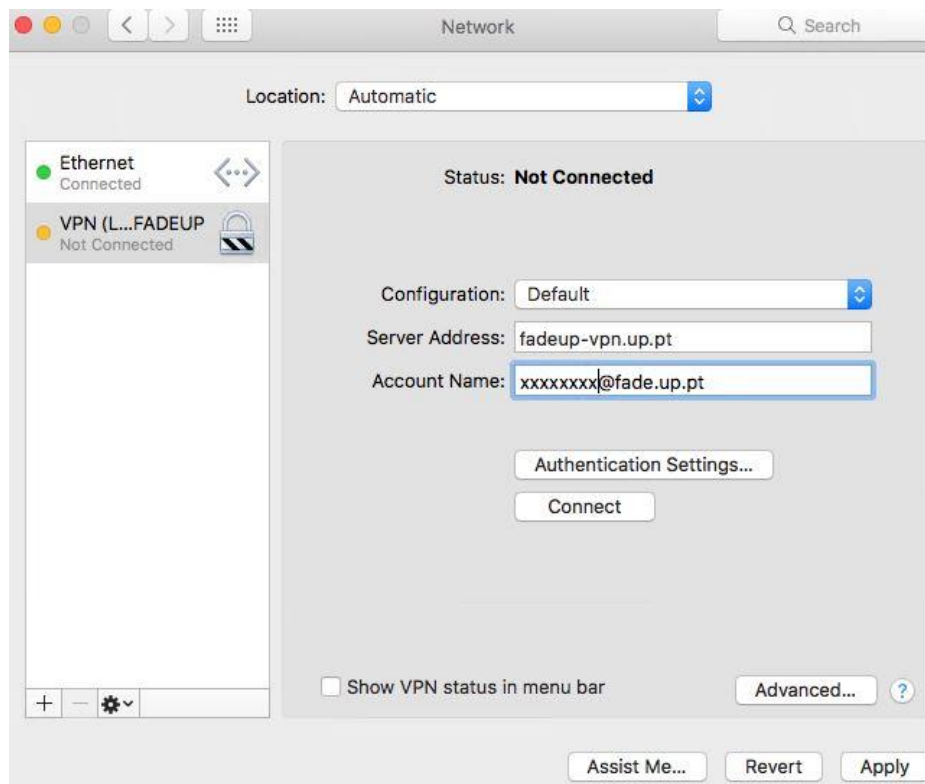 Network
Search
Location: Automatic
Ethernet
Connected
VPN (L...FADEUP
Not Connected
Status: Not Connected
Configuration: Default
Server Address: fadeup-vpn.up.pt
Account Name: xxxxxxxx@fade.up.pt
Authentication Settings...
Connect
Show VPN status in menu bar
Advanced... ?
Assist Me... Revert Apply